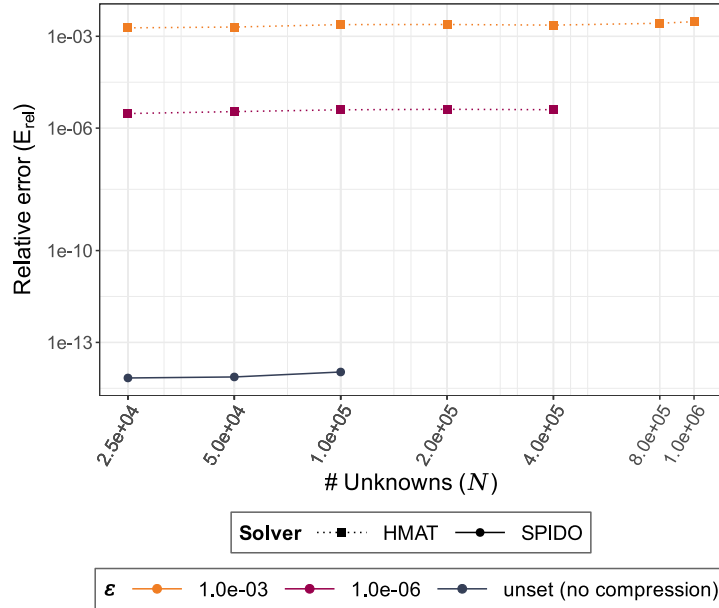 Relative error (E_rel)
1e-03
1e-06
1e-10
1e-13
2.5e+04
5.0e+04
1.0e+05
2.0e+05
4.0e+05
8.0e+05
1.0e+06
# Unknowns (N)
Solver HMAT SPIDO
ε 1.0e-03 1.0e-06 unset (no compression)